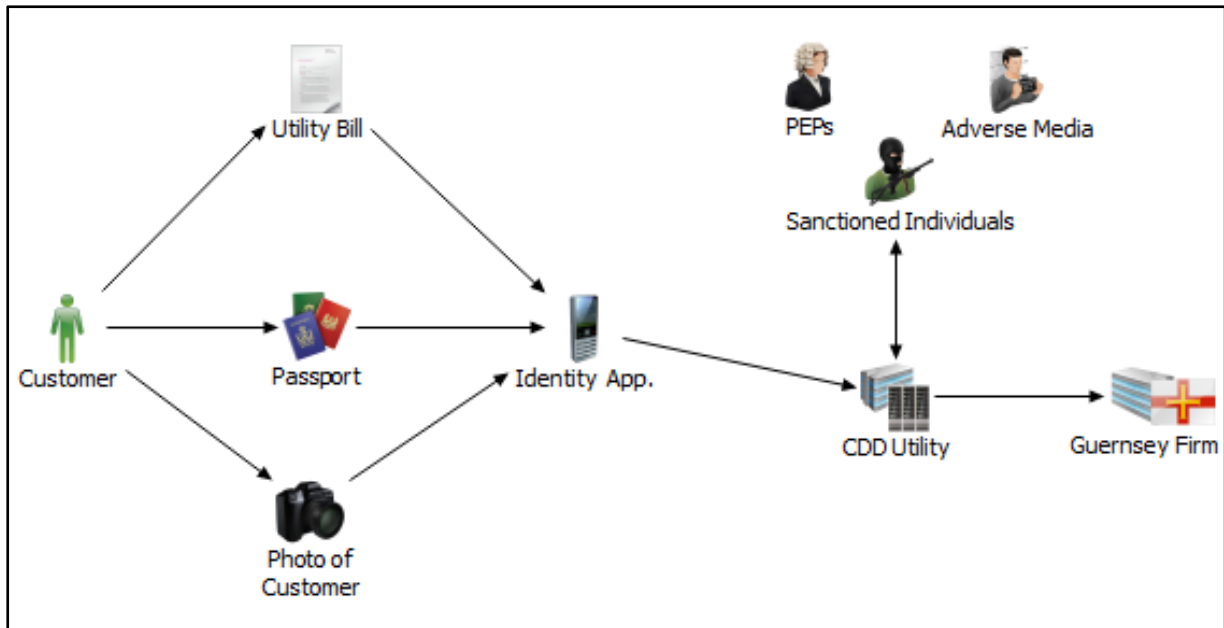 Utility Bill
PEPs
Adverse Media
Sanctioned Individuals
Customer
Passport
Identity App.
CDD Utility
Guernsey Firm
Photo of
Customer